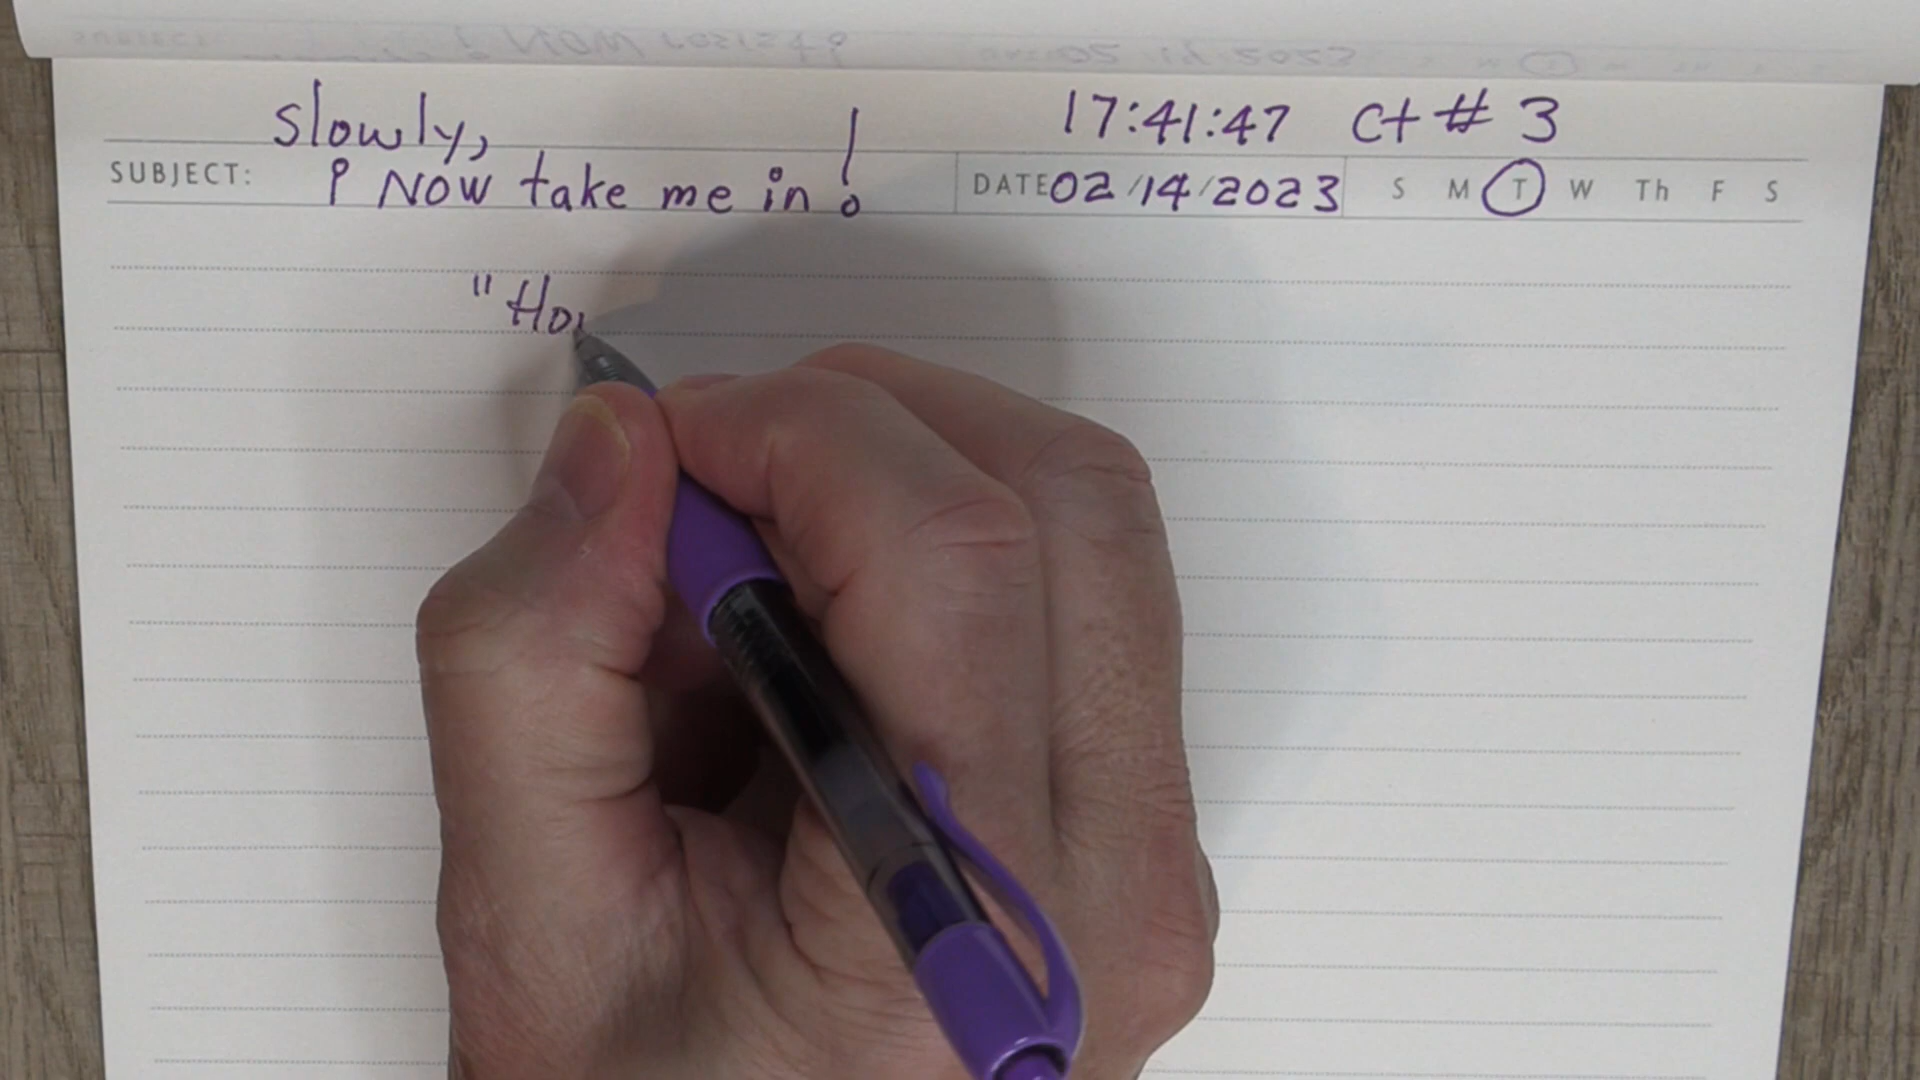 slowly, 17:41:47 Ct # 3
SUBJECT: ? NOW take me in ! DATE 02/14/2023 S M T W Th F S
"Ho